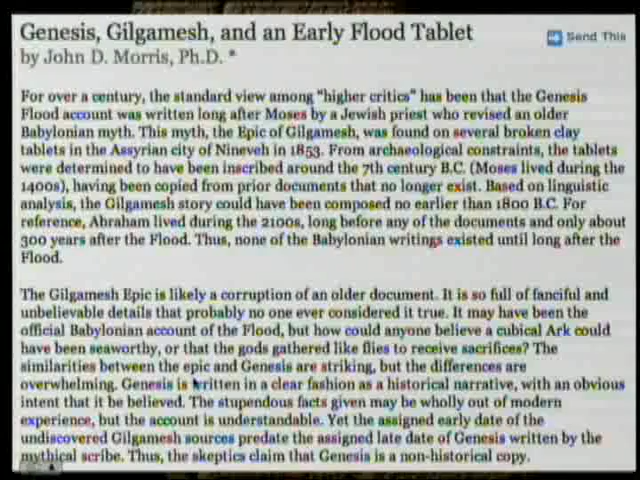 Genesis, Gilgamesh, and an Early Flood Tablet
Send This
by John D. Morris, Ph.D. *
For over a century, the standard view among "higher critics" has been that the Genesis
Flood account was written long after Moses by a Jewish priest who revised an older
Babylonian myth. This myth, the Epic of Gilgamesh, was found on several broken clay
tablets in the Assyrian city of Nineveh in 1853. From archaeological constraints, the tablets
were determined to have been inscribed around the 7th century B.C. (Moses lived during the
1400s), having been copied from prior documents that no longer exist. Based on linguistic
analysis, the Gilgamesh story could have been composed no earlier than 1800 B.C. For
reference, Abraham lived during the 2100s, long before any of the documents and only about
300 years after the Flood. Thus, none of the Babylonian writings existed until long after the
Flood.
The Gilgamesh Epic is likely a corruption of an older document. It is so full of fanciful and
unbelievable details that probably no one ever considered it true. It may have been the
official Babylonian account of the Flood, but how could anyone believe a cubical Ark could
have been seaworthy, or that the gods gathered like flies to receive sacrifices? The
similarities between the epic and Genesis are striking, but the differences are
overwhelming. Genesis is written in a clear fashion as a historical narrative, with an obvious
intent that it be believed. The stupendous facts given may be wholly out of modern
experience, but the account is understandable. Yet the assigned early date of the
undiscovered Gilgamesh sources predate the assigned late date of Genesis written by the
mythical scribe. Thus, the skeptics claim that Genesis is a non-historical copy.